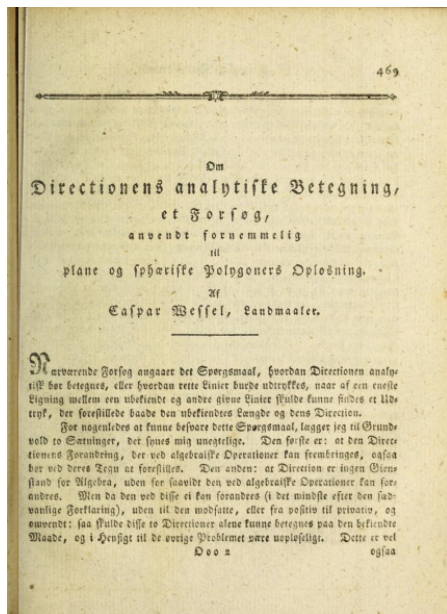 469
Om
Directionens analytiske Betegning,
et Forsøg,
anvendt fornemmelig
til
plane og sphæriske Polygoners Opløsning.
Af
Caspar Wessel, Landmaaler.
Nærværende Forsøg angaaer det Spørgsmaal, hvordan Directionen analy-
tisk bør betegnes, eller hvordan rette Linier burde udtrykkes, naar af en eneste
Ligning mellem een ubekiendt og andre givne Linier skulde kunne findes et Ud-
tryk, der forestillede baade den ubekiendtes Længde og dens Direction.
For nogenledes at kunne besvare dette Spørgsmaal, lægger jeg til Grund-
vold to Sætninger, der synes mig unegtelige. Den første er: at den Direc-
tionens Forandring, der ved algebraiske Operationer kan frembringes, ogsaa
bør ved deres Tegn at forestilles. Den anden: at Direction er ingen Gien-
stand for Algebra, uden for saavidt den ved algebraiske Operationer kan for-
andres. Men da den ved disse ei kan forandres (i det mindste efter den sæd-
vanlige Forklaring), uden til den modsatte, eller fra positiv til privativ, og
omvendt: saa skulde disse to Directioner alene kunne betegnes paa den bekiendte
Maade, og i Hensigt til de øvrige Problemet være uopløseligt. Dette er vel
Ooo 2 ogsaa